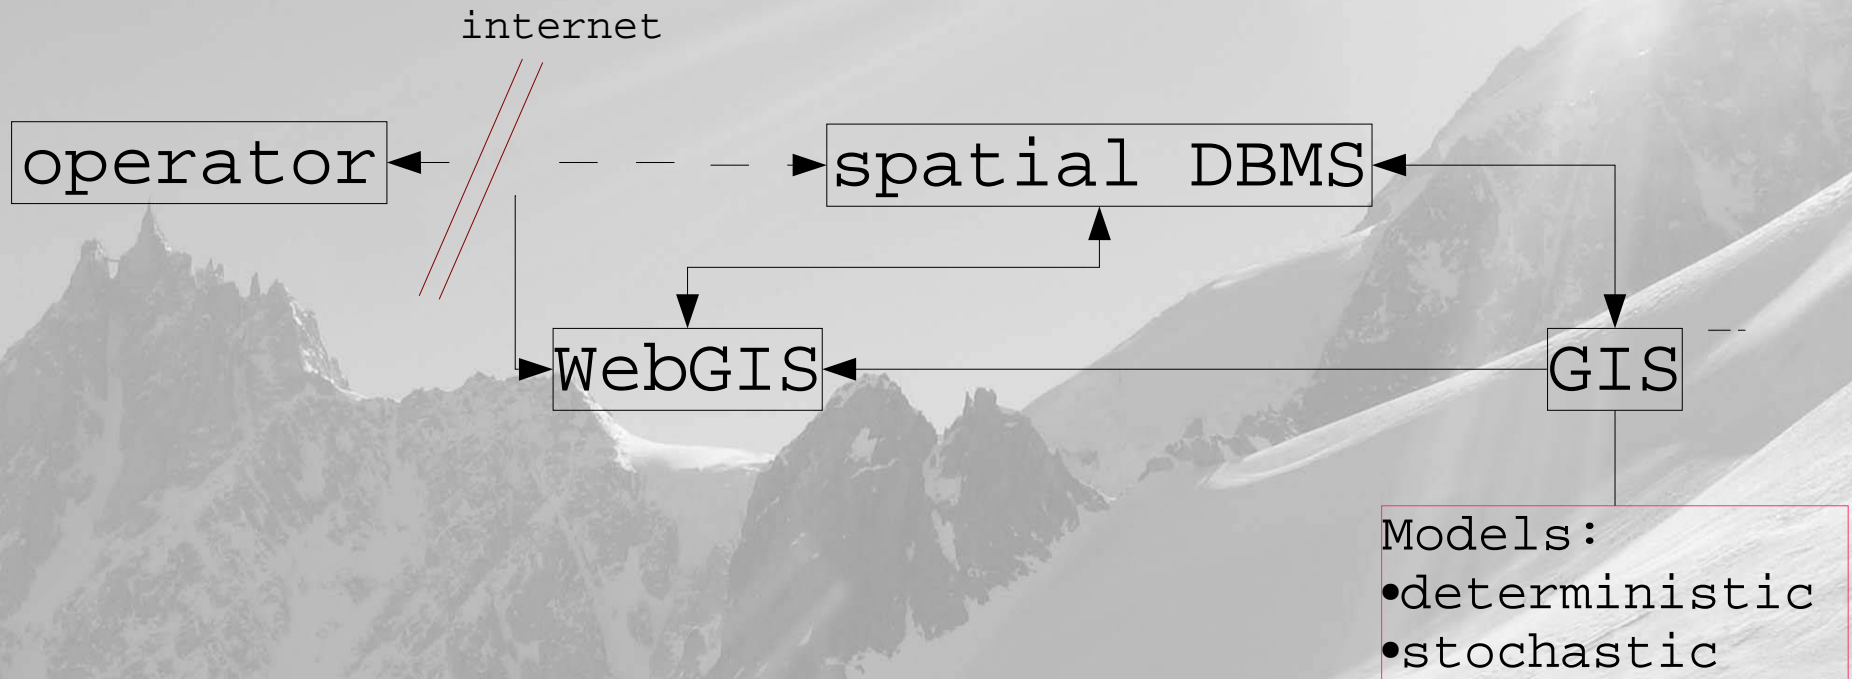 internet
operator
spatial DBMS
WebGIS
GIS
Models:
•deterministic
•stochastic